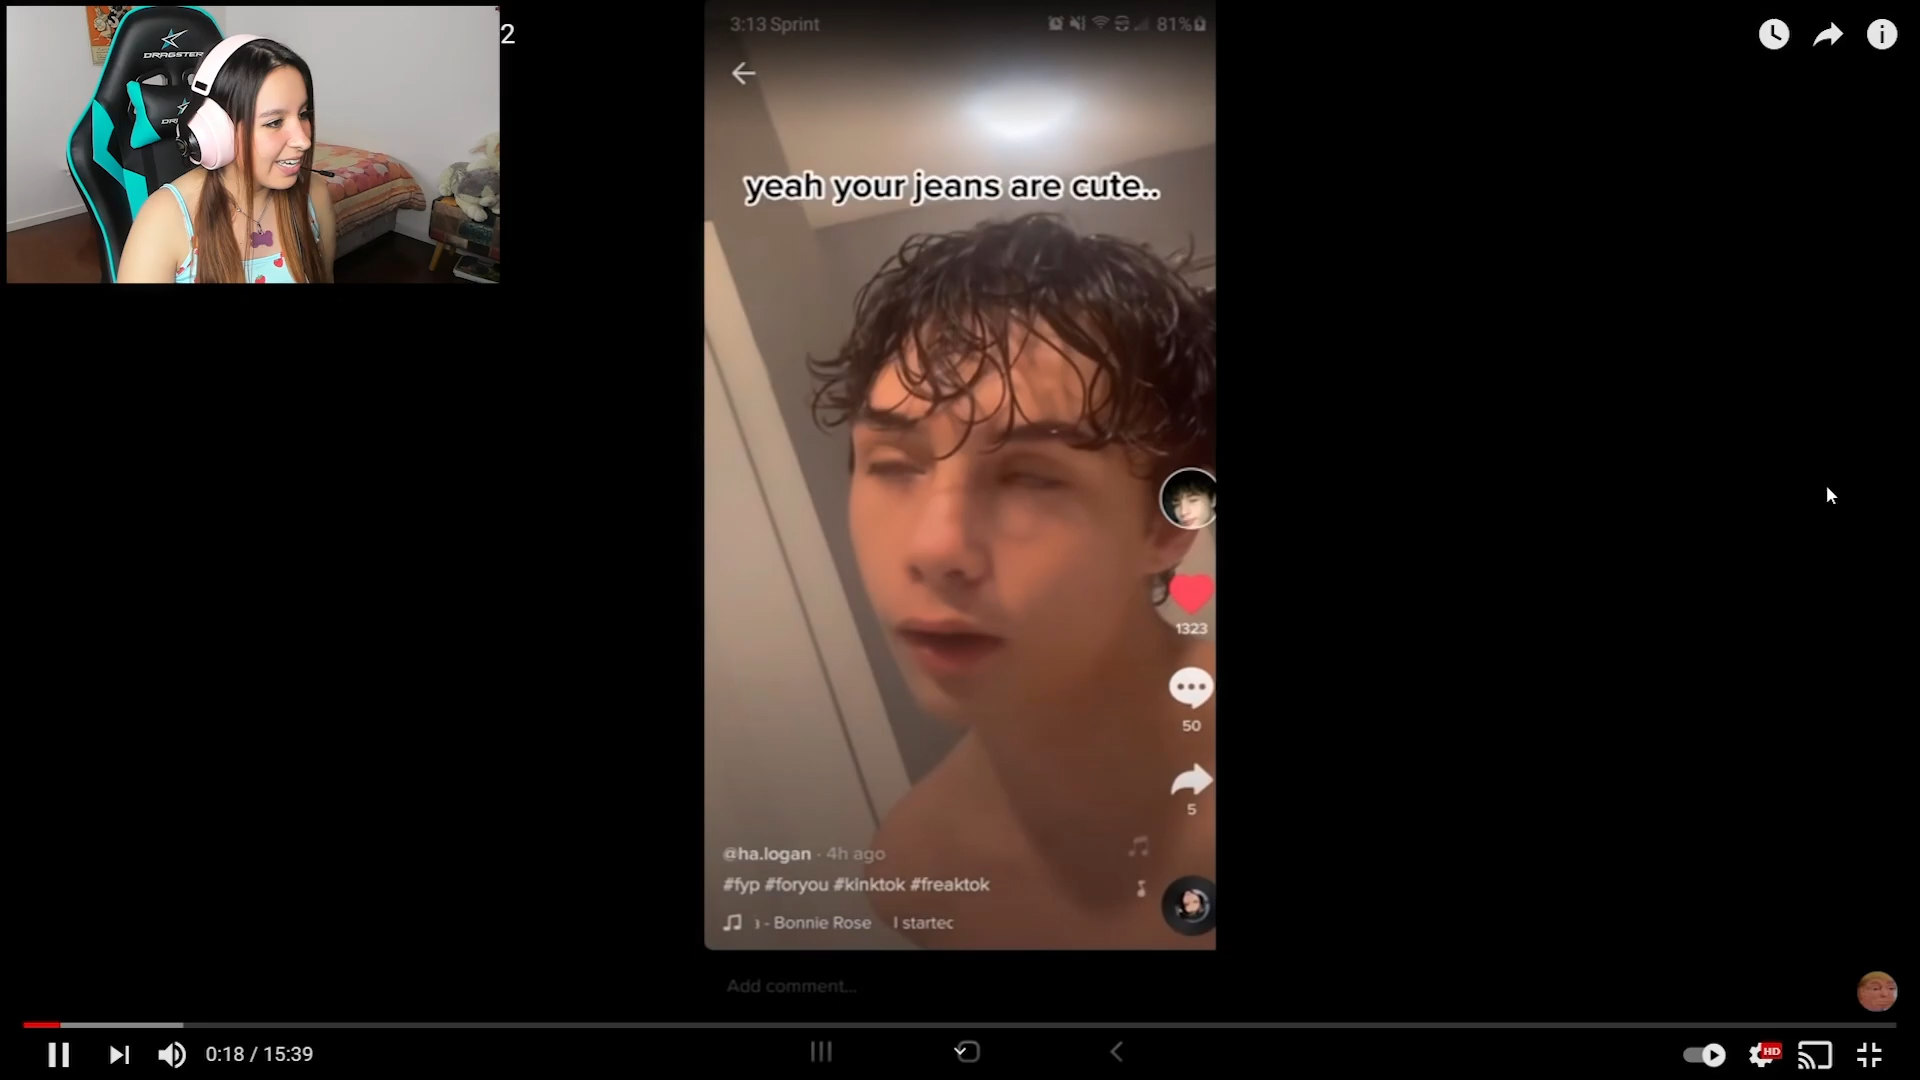 DRAGSTER
2
3:13 Sprint
81%
yeah your jeans are cute..
1323
50
5
@ha.logan · 4h ago
#fyp #foryou #kinktok #freaktok
- Bonnie Rose I startec
Add comment...
0:18 / 15:39
HD